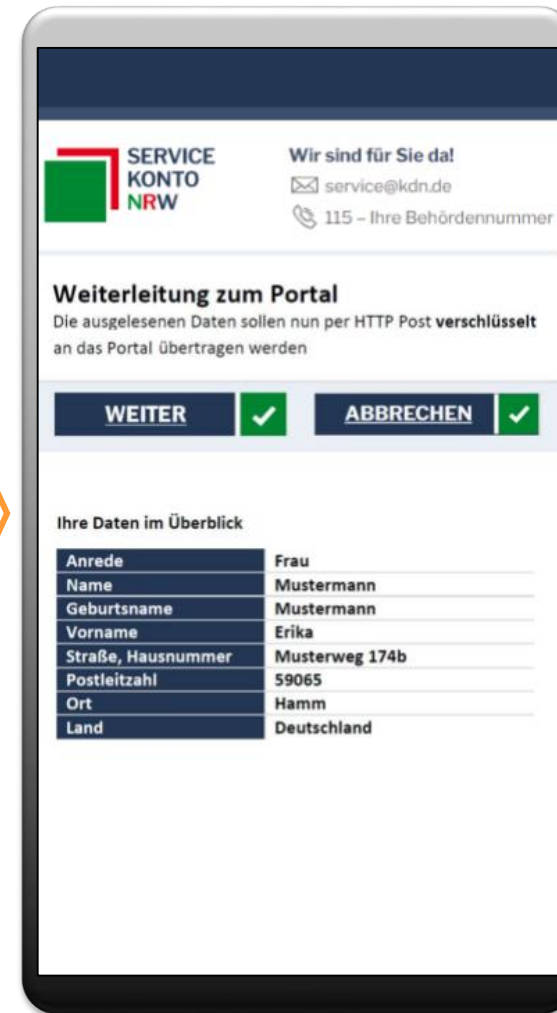 SERVICE
KONTO
NRW
Wir sind für Sie da!
service@kdn.de
115 – Ihre Behördennummer
Weiterleitung zum Portal
Die ausgelesenen Daten sollen nun per HTTP Post verschlüsselt
an das Portal übertragen werden
WEITER ABBRECHEN
Ihre Daten im Überblick
Anrede Frau
Name Mustermann
Geburtsname Mustermann
Vorname Erika
Straße, Hausnummer Musterweg 174b
Postleitzahl 59065
Ort Hamm
Land Deutschland